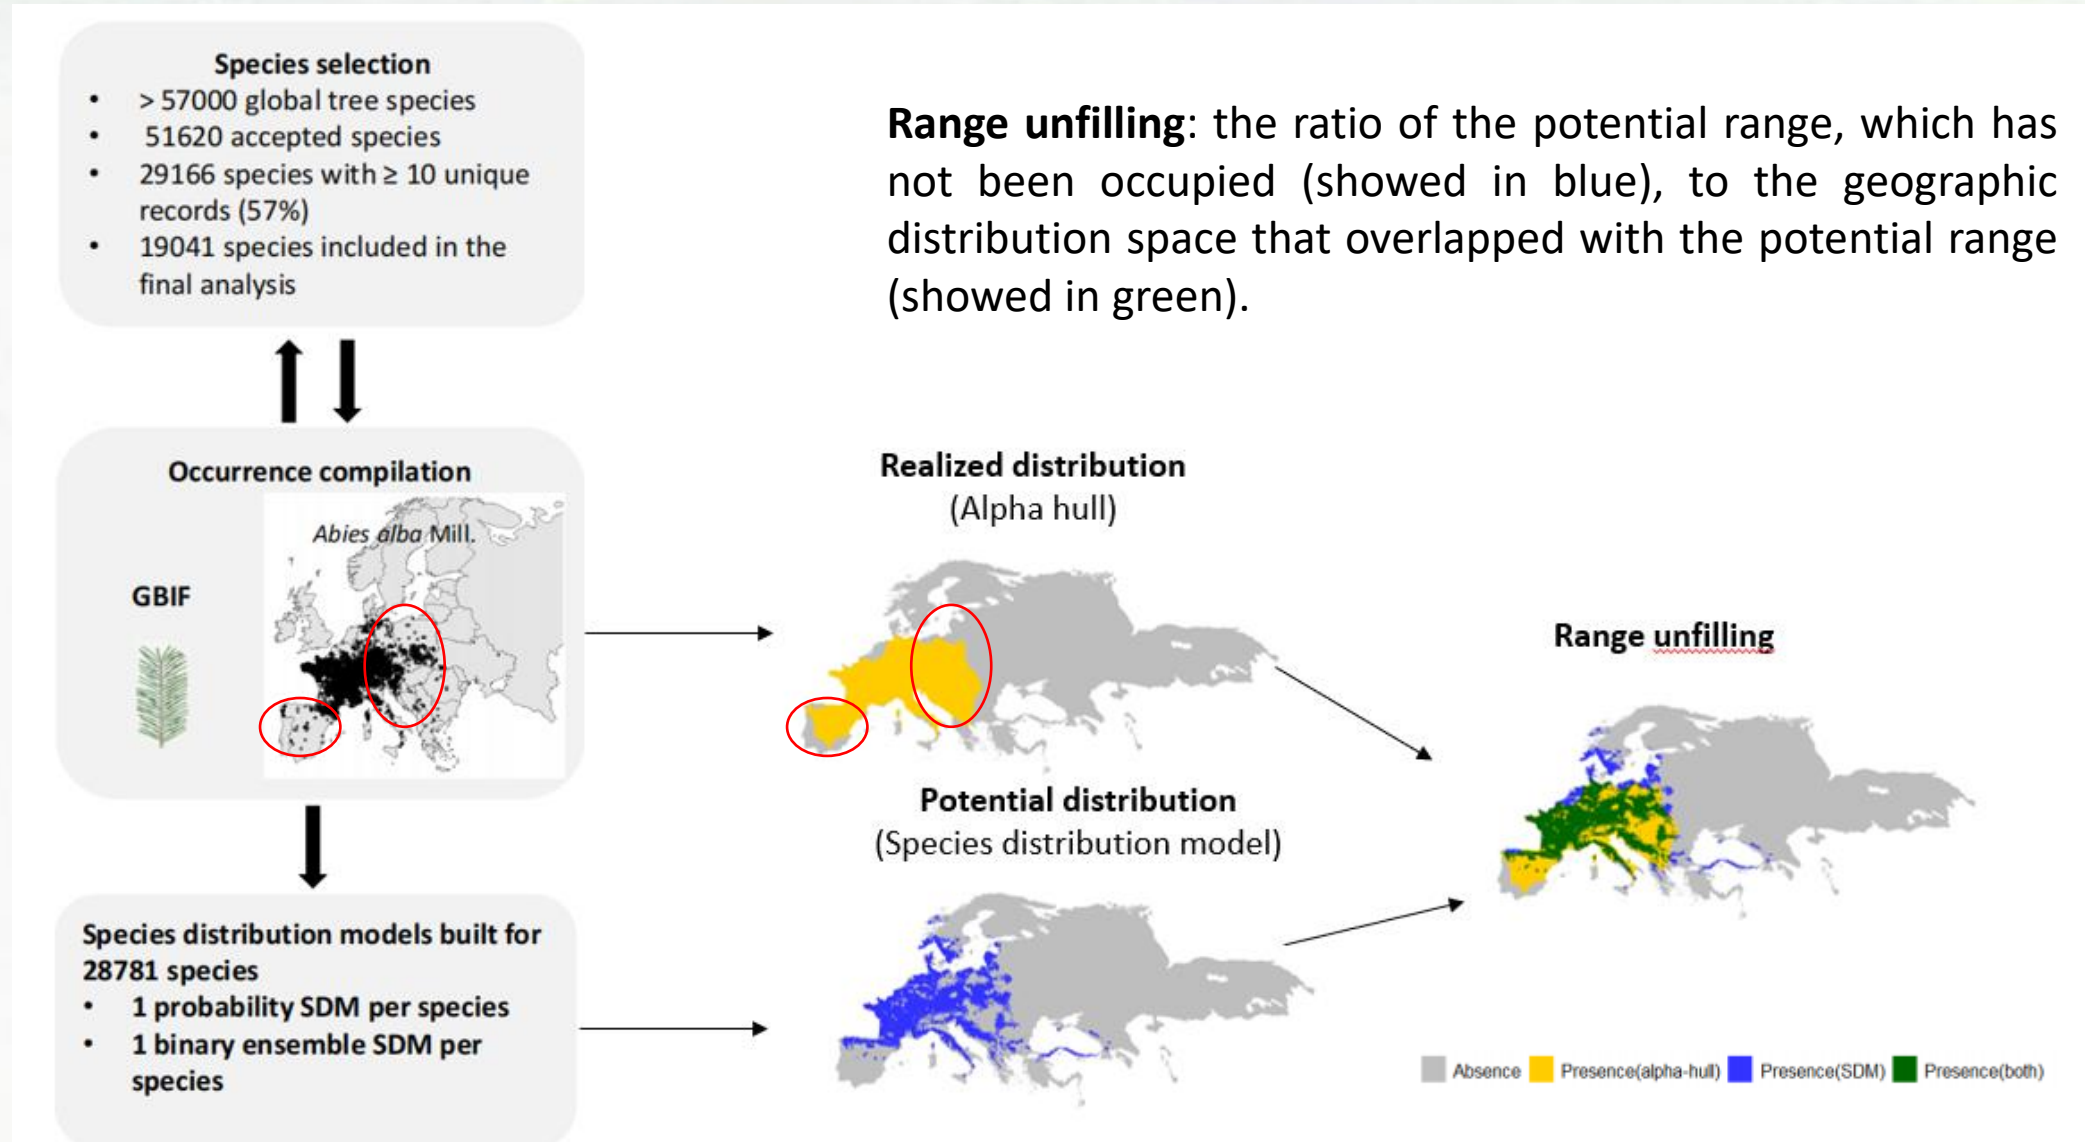 Species selection
• > 57000 global tree species
• 51620 accepted species
• 29166 species with ≥ 10 unique
records (57%)
• 19041 species included in the
final analysis
Range unfilling: the ratio of the potential range, which has
not been occupied (showed in blue), to the geographic
distribution space that overlapped with the potential range
(showed in green).
Occurrence compilation
Abies alba Mill.
GBIF
Realized distribution
(Alpha hull)
Range unfilling
Potential distribution
(Species distribution model)
Species distribution models built for
28781 species
• 1 probability SDM per species
• 1 binary ensemble SDM per
species
Absence Presence(alpha-hull) Presence(SDM) Presence(both)